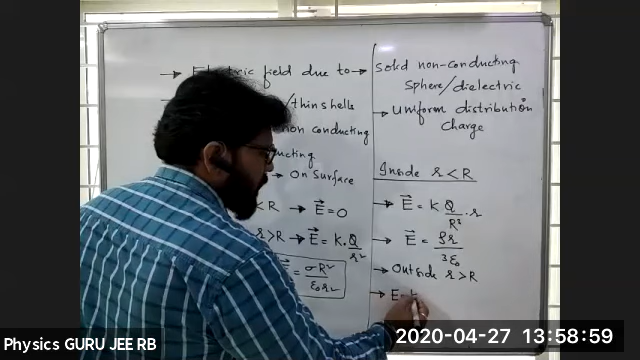 → Electric field due to →
/thin shells
non conducting
ducting
→ On Surface
< R → E⃗ = 0
r > R → E⃗ = K. Q/r²
= σR²/ε₀r²
Solid non-conducting
Sphere/dielectric
→ Uniform distribution
Charge
Inside r < R
→ E⃗ = K Q/R³ . r
→ E⃗ = ρr/3ε₀
→ Outside r > R
→ E
Physics GURU JEE RB
2020-04-27 13:58:59